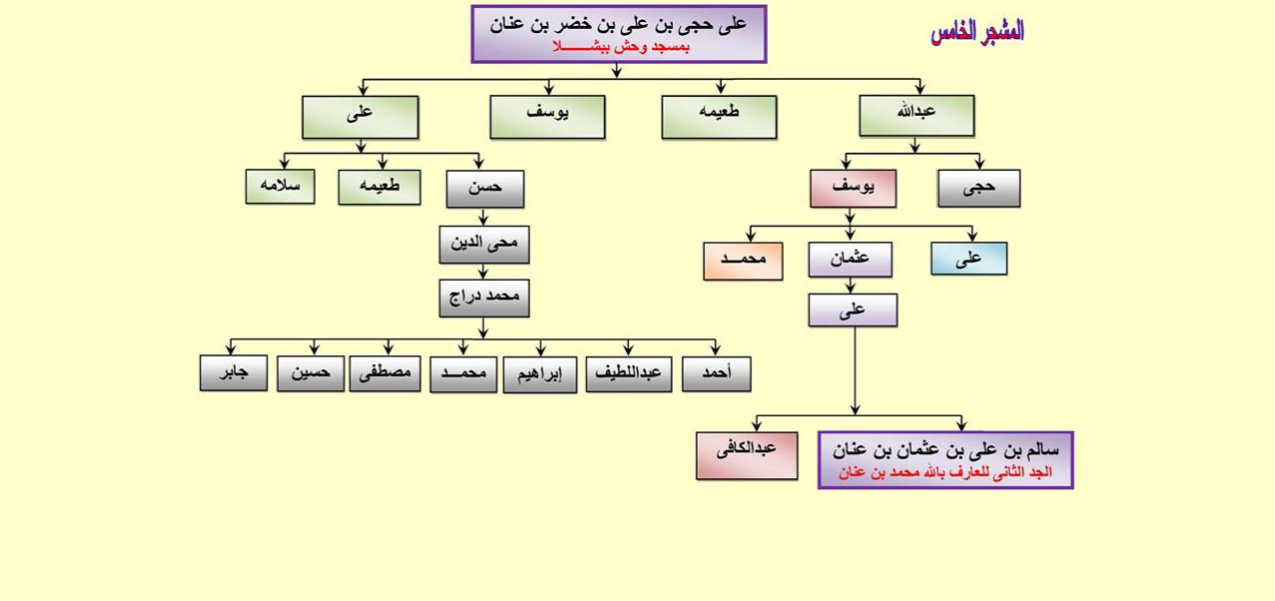 المشجر الخامس
على حجى بن على بن خضر بن عنان
بمسجد وحش ببشــــــلا
عبدالله
طعيمه
يوسف
على
حجى
يوسف
حسن
طعيمه
سلامه
على
عثمان
محمـــد
محى الدين
على
محمد دراج
أحمد
عبداللطيف
إبراهيم
محمـــد
مصطفى
حسين
جابر
سالم بن على بن عثمان بن عنان
الجد الثانى للعارف بالله محمد بن عنان
عبدالكافى